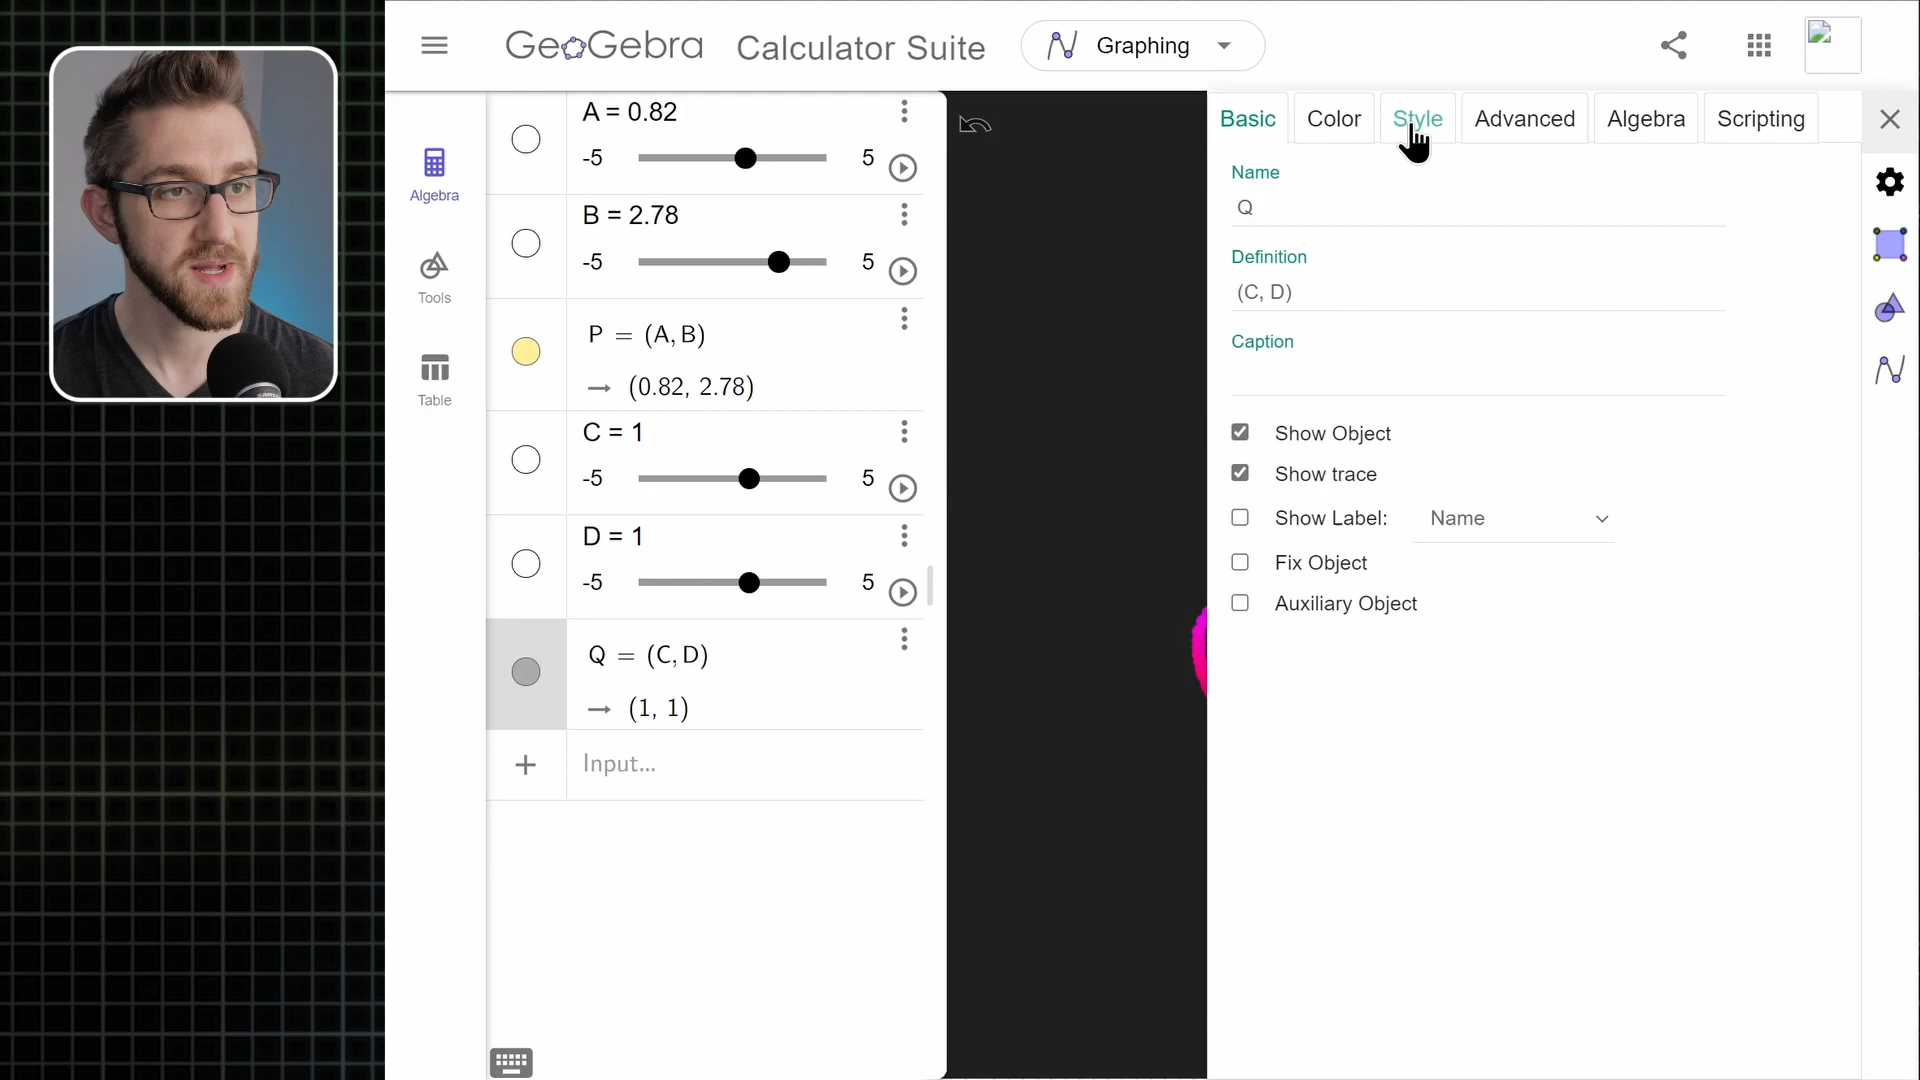 GeoGebra Calculator Suite Graphing
Algebra
Tools
Table
A = 0.82
-5 5
B = 2.78
-5 5
P = (A, B)
→ (0.82, 2.78)
C = 1
-5 5
D = 1
-5 5
Q = (C, D)
→ (1, 1)
+ Input...
Basic Color Style Advanced Algebra Scripting
Name
Q
Definition
(C, D)
Caption
Show Object
Show trace
Show Label: Name
Fix Object
Auxiliary Object